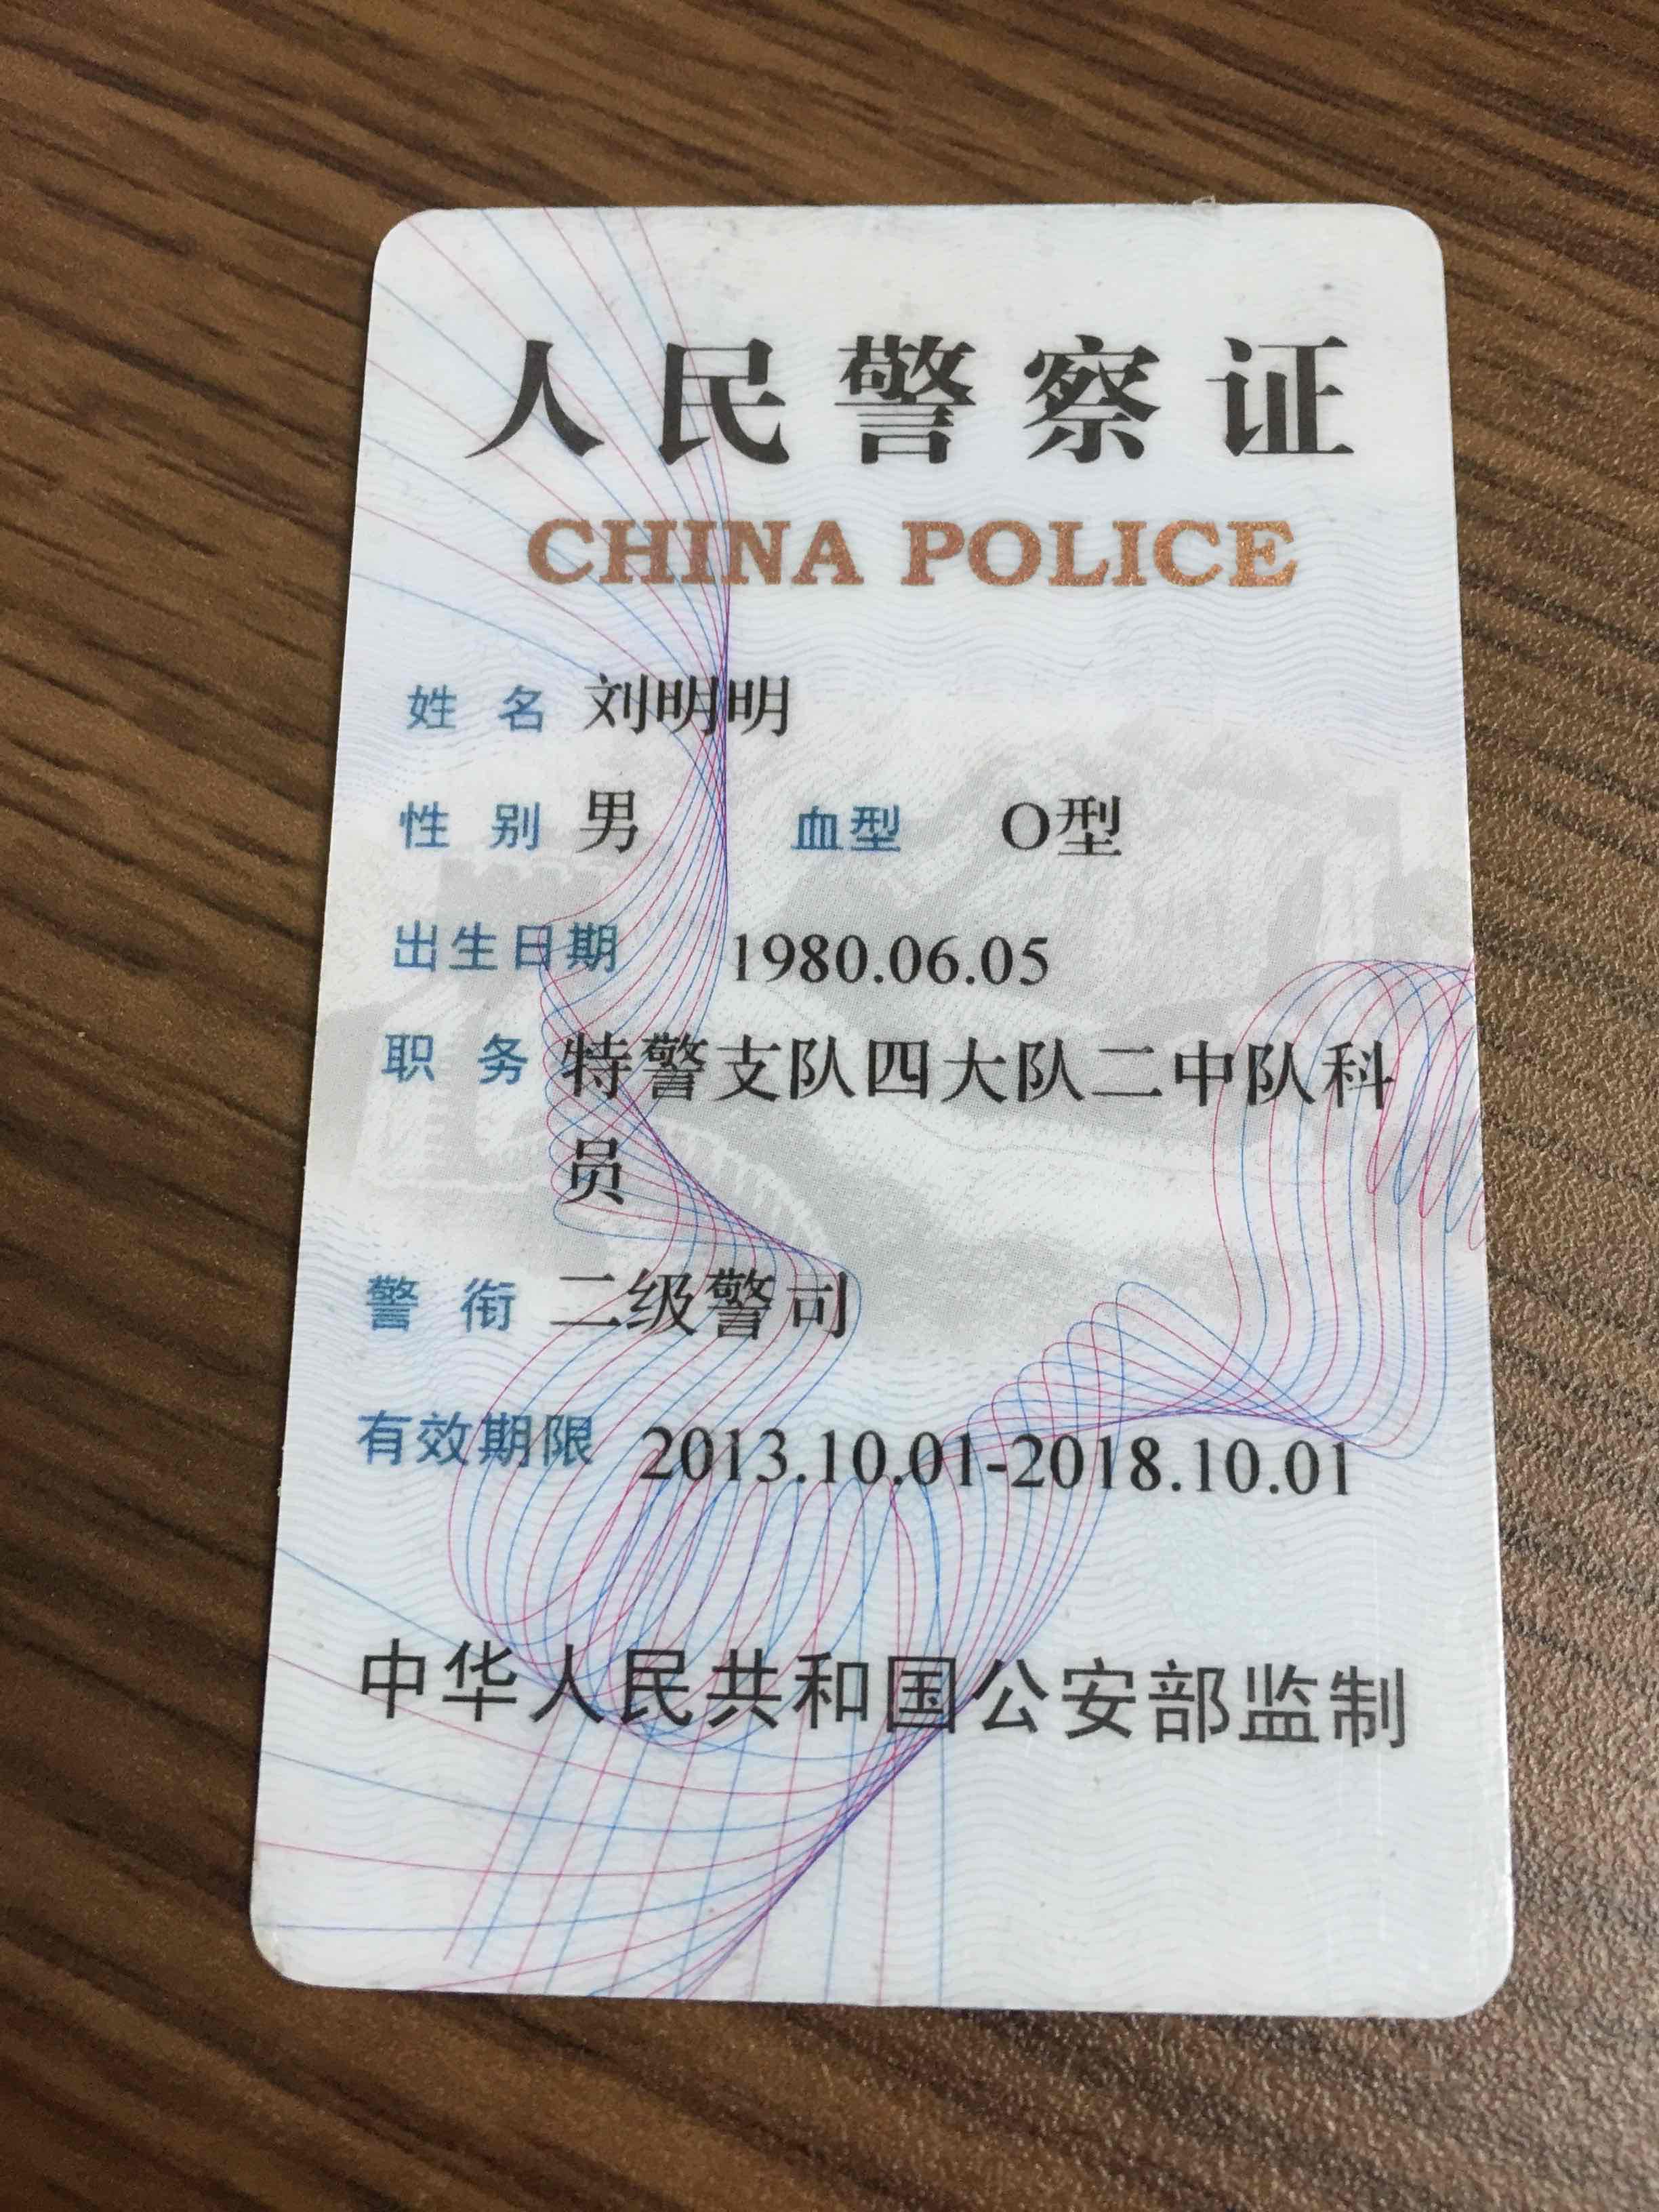 人民警察证
CHINA POLICE
姓 名 刘明明
性 别 男 血型 O型
出生日期 1980.06.05
职 务 特警支队四大队二中队科
员
警 衔 二级警司
有效期限 2013.10.01-2018.10.01
中华人民共和国公安部监制